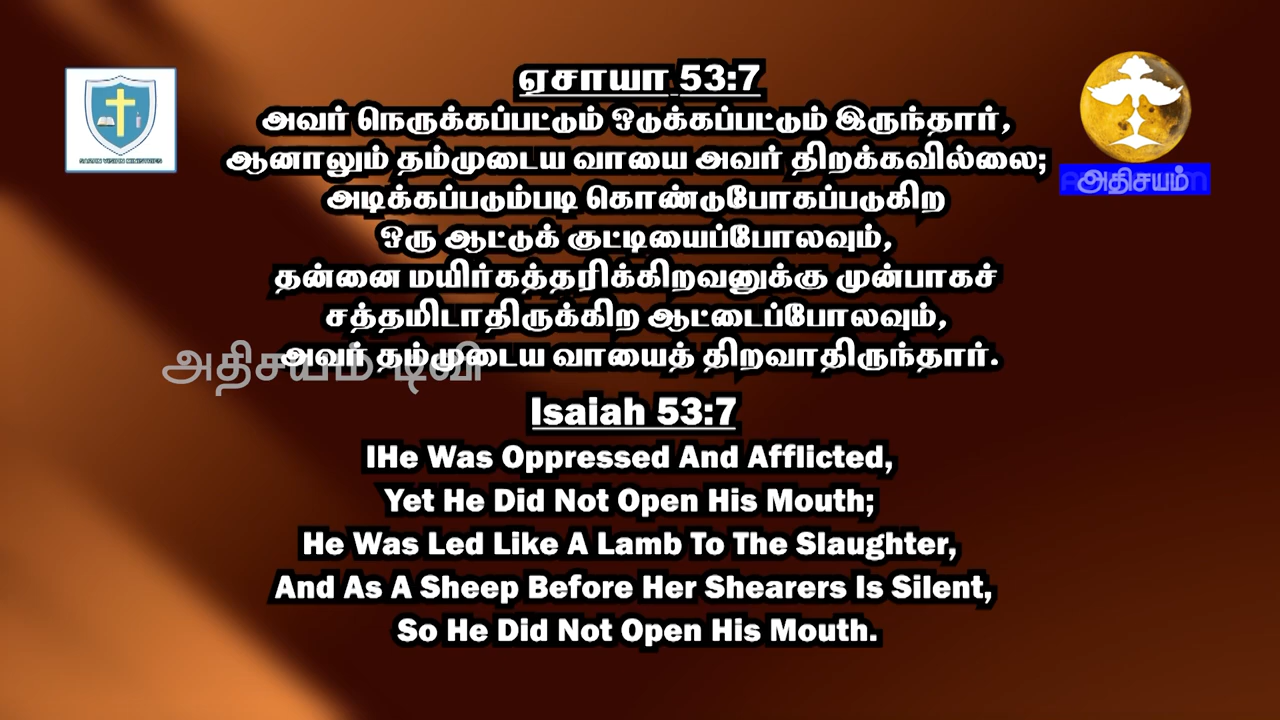 ஏசாயா 53:7
அவர் நெருக்கப்பட்டும் ஒடுக்கப்பட்டும் இருந்தார்,
ஆனாலும் தம்முடைய வாயை அவர் திறக்கவில்லை;
அடிக்கப்படும்படி கொண்டுபோகப்படுகிற
ஒரு ஆட்டுக் குட்டியைப்போலவும்,
தன்னை மயிர்கத்தரிக்கிறவனுக்கு முன்பாகச்
சத்தமிடாதிருக்கிற ஆட்டைப்போலவும்,
அவர் தம்முடைய வாயைத் திறவாதிருந்தார்.
அதிசயம் டிவி
அதிசயம்
Isaiah 53:7
IHe Was Oppressed And Afflicted,
Yet He Did Not Open His Mouth;
He Was Led Like A Lamb To The Slaughter,
And As A Sheep Before Her Shearers Is Silent,
So He Did Not Open His Mouth.